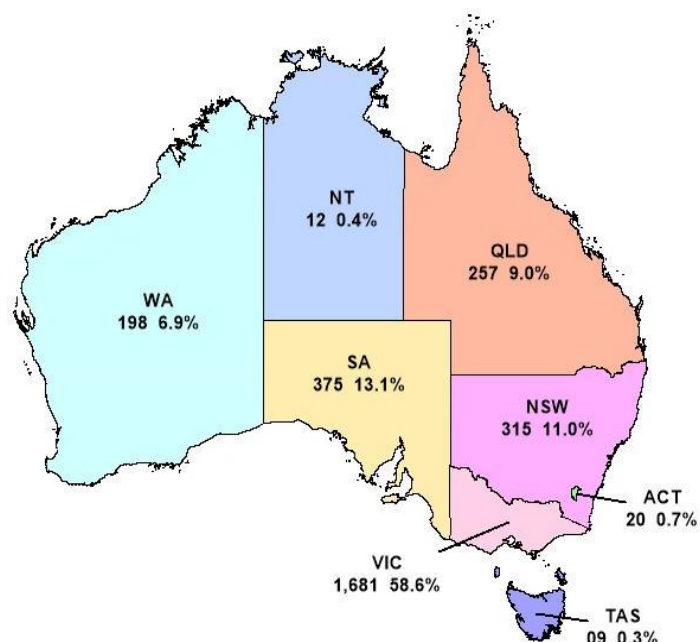 NT
12 0.4%
QLD
257 9.0%
WA
198 6.9%
SA
375 13.1%
NSW
315 11.0%
ACT
20 0.7%
VIC
1,681 58.6%
TAS
09 0.3%